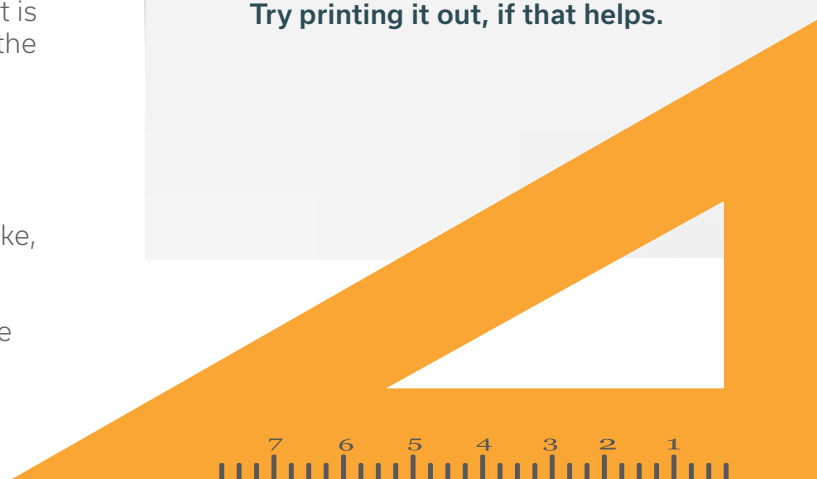 t is
the
Try printing it out, if that helps.
ke,
e
7 6 5 4 3 2 1